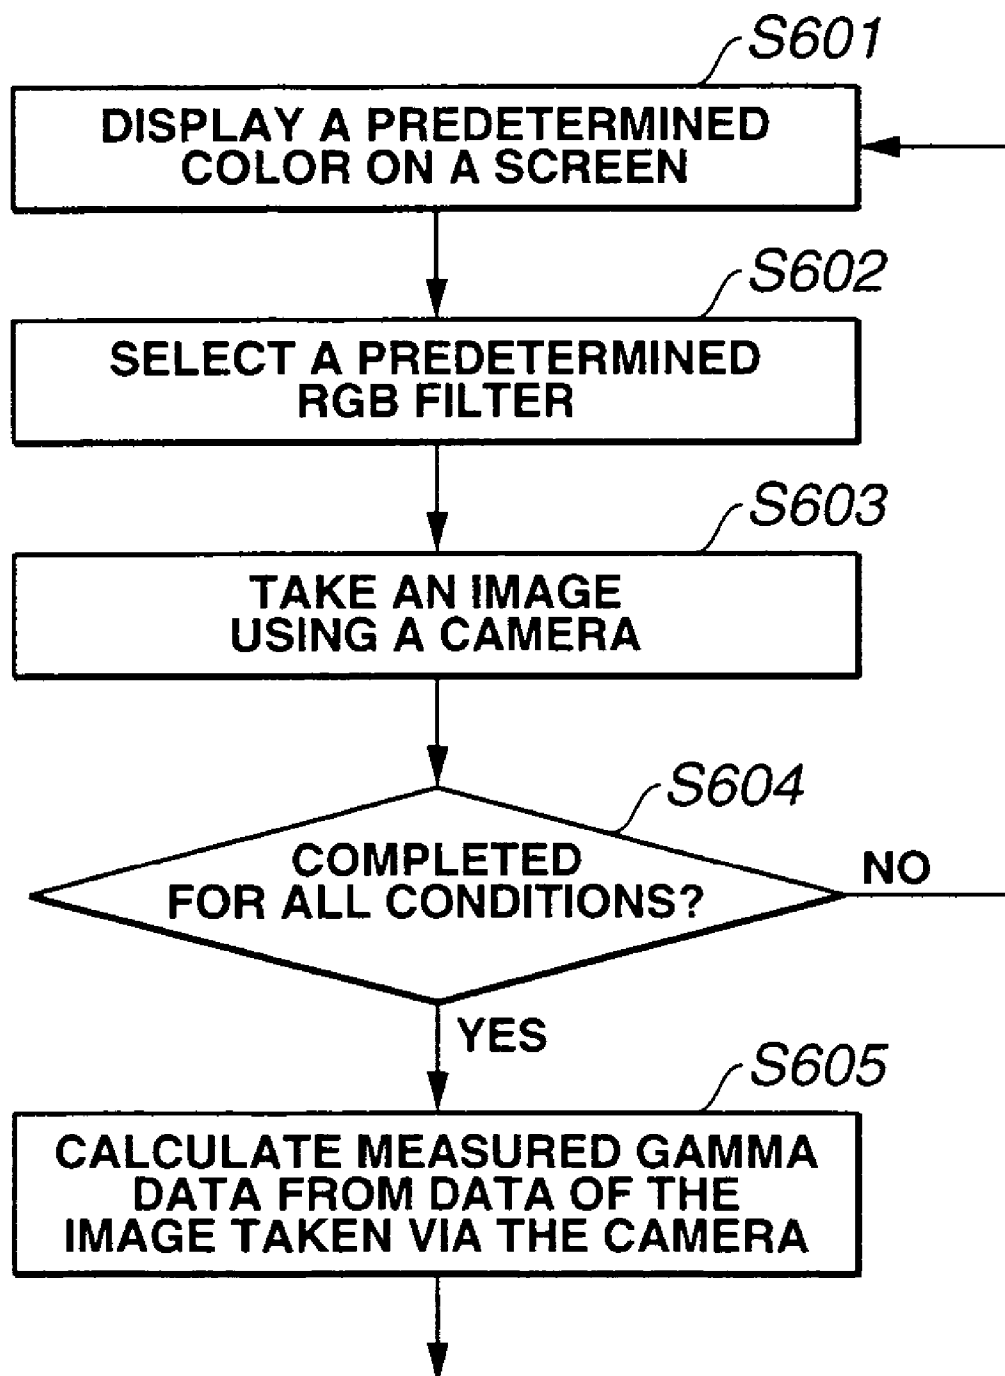 S601
DISPLAY A PREDETERMINED
COLOR ON A SCREEN
S602
SELECT A PREDETERMINED
RGB FILTER
S603
TAKE AN IMAGE
USING A CAMERA
S604
COMPLETED
FOR ALL CONDITIONS?
NO
YES
S605
CALCULATE MEASURED GAMMA
DATA FROM DATA OF THE
IMAGE TAKEN VIA THE CAMERA